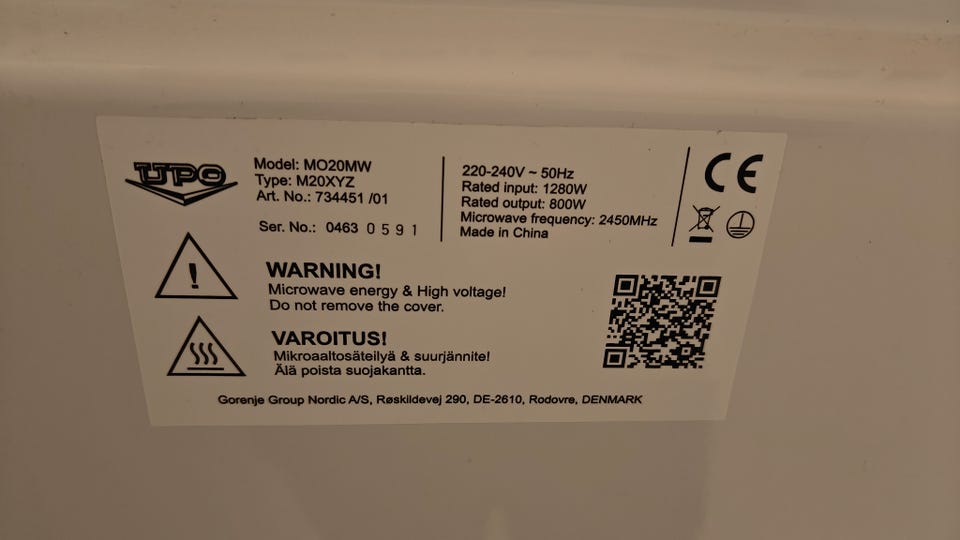 UPO
Model: MO20MW
Type: M20XYZ
Art. No.: 734451 /01
Ser. No.: 0463 0591
220-240V ~ 50Hz
Rated input: 1280W
Rated output: 800W
Microwave frequency: 2450MHz
Made in China
CE
WARNING!
Microwave energy & High voltage!
Do not remove the cover.
VAROITUS!
Mikroaaltosäteilyä & suurjännite!
Älä poista suojakantta.
Gorenje Group Nordic A/S, Røskildevej 290, DE-2610, Rodovre, DENMARK